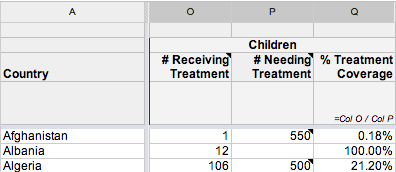 A O P Q
Children
# Receiving # Needing % Treatment
Country Treatment Treatment Coverage
=Col O / Col P
Afghanistan 1 550 0.18%
Albania 12 100.00%
Algeria 106 500 21.20%